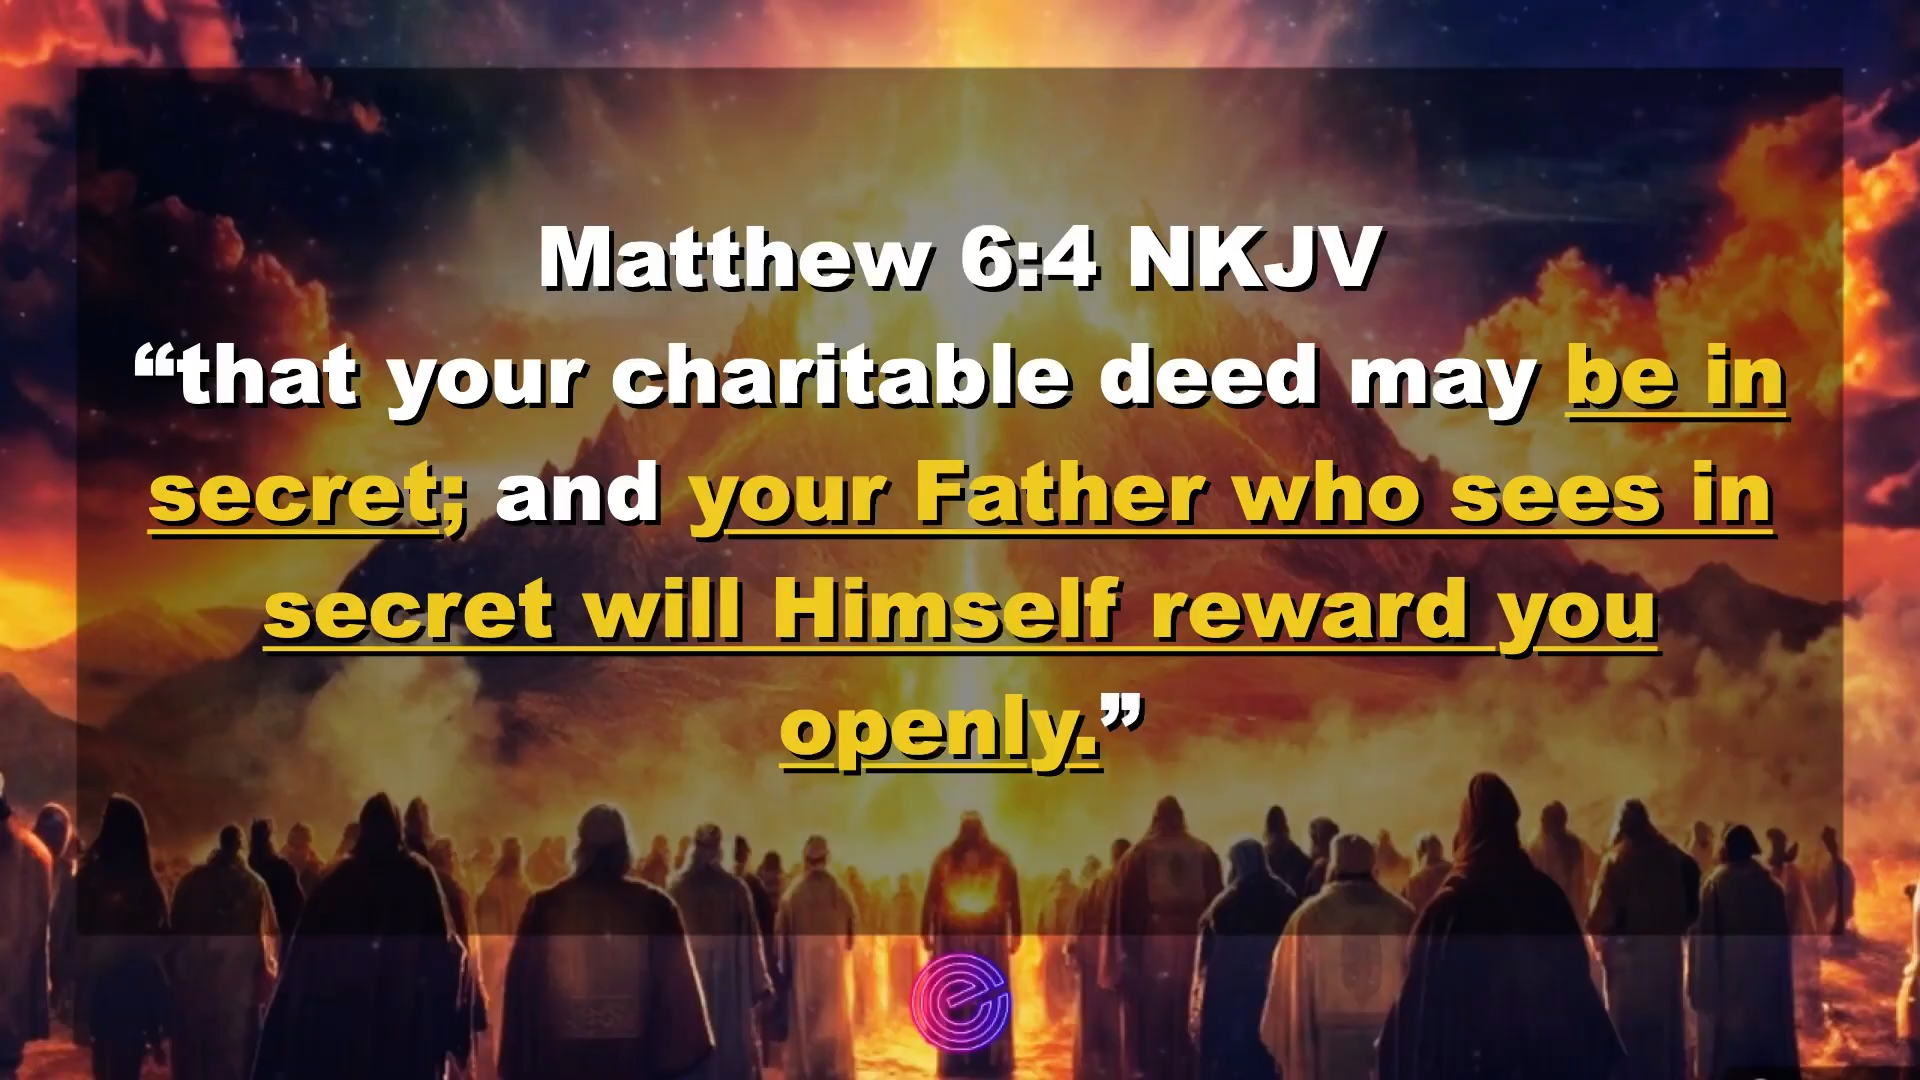 Matthew 6:4 NKJV
“that your charitable deed may be in
secret; and your Father who sees in
secret will Himself reward you
openly.”